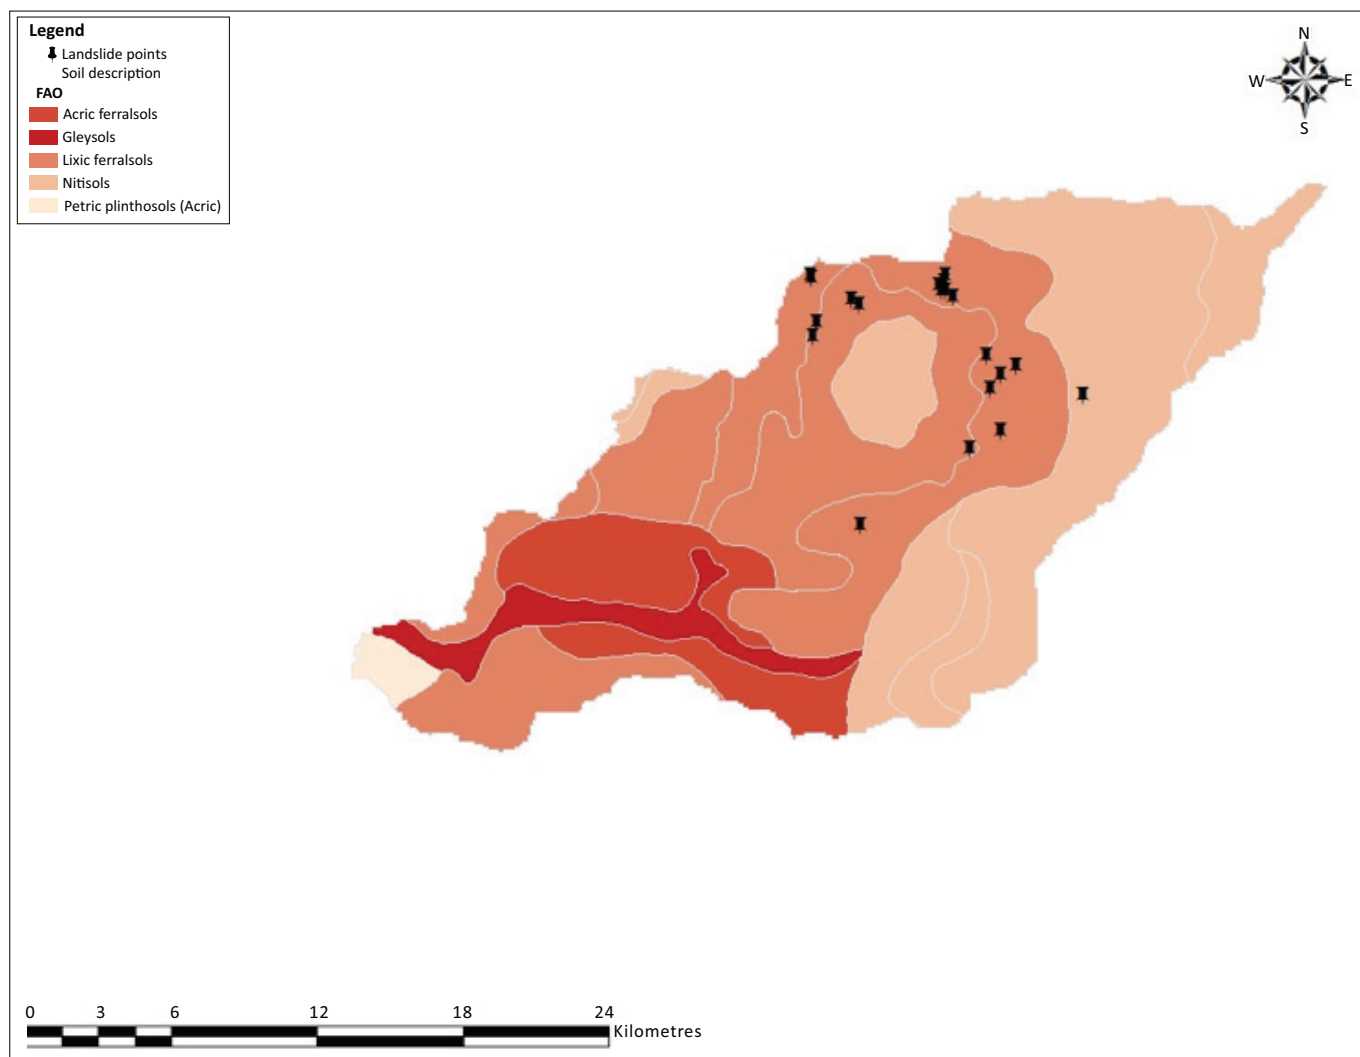 Legend
Landslide points
Soil description
FAO
Acric ferralsols
Gleysols
Lixic ferralsols
Nitisols
Petric plinthosols (Acric)
N
W E
S
0 3 6 12 18 24
Kilometres